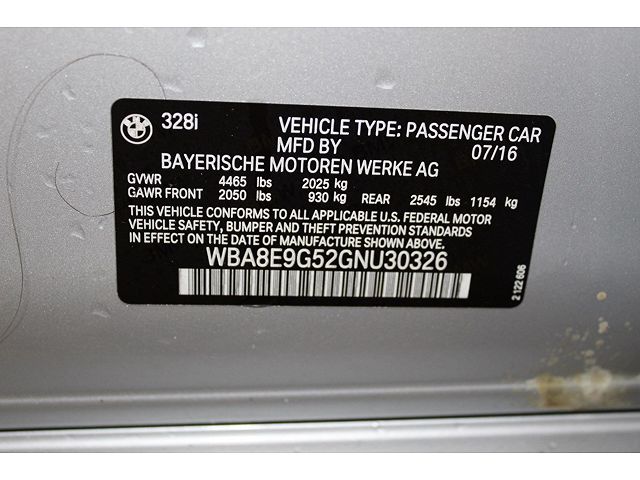 328i VEHICLE TYPE: PASSENGER CAR
MFD BY 07/16
BAYERISCHE MOTOREN WERKE AG
GVWR 4465 lbs 2025 kg
GAWR FRONT 2050 lbs 930 kg REAR 2545 lbs 1154 kg
THIS VEHICLE CONFORMS TO ALL APPLICABLE U.S. FEDERAL MOTOR
VEHICLE SAFETY, BUMPER, AND THEFT PREVENTION STANDARDS
IN EFFECT ON THE DATE OF MANUFACTURE SHOWN ABOVE.
WBA8E9G52GNU30326
2 122 606